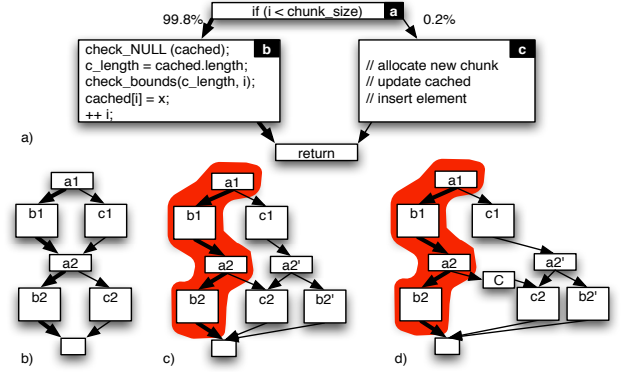 if (i < chunk_size) a
99.8% 0.2%
check_NULL (cached); b
c_length = cached.length;
check_bounds(c_length, i);
cached[i] = x;
++ i;
c
// allocate new chunk
// update cached
// insert element
a)
return
a1
b1 c1
a2
b2 c2
b)
a1
b1 c1
a2 a2'
b2 c2 b2'
c)
a1
b1 c1
a2 a2'
C
b2 c2 b2'
d)